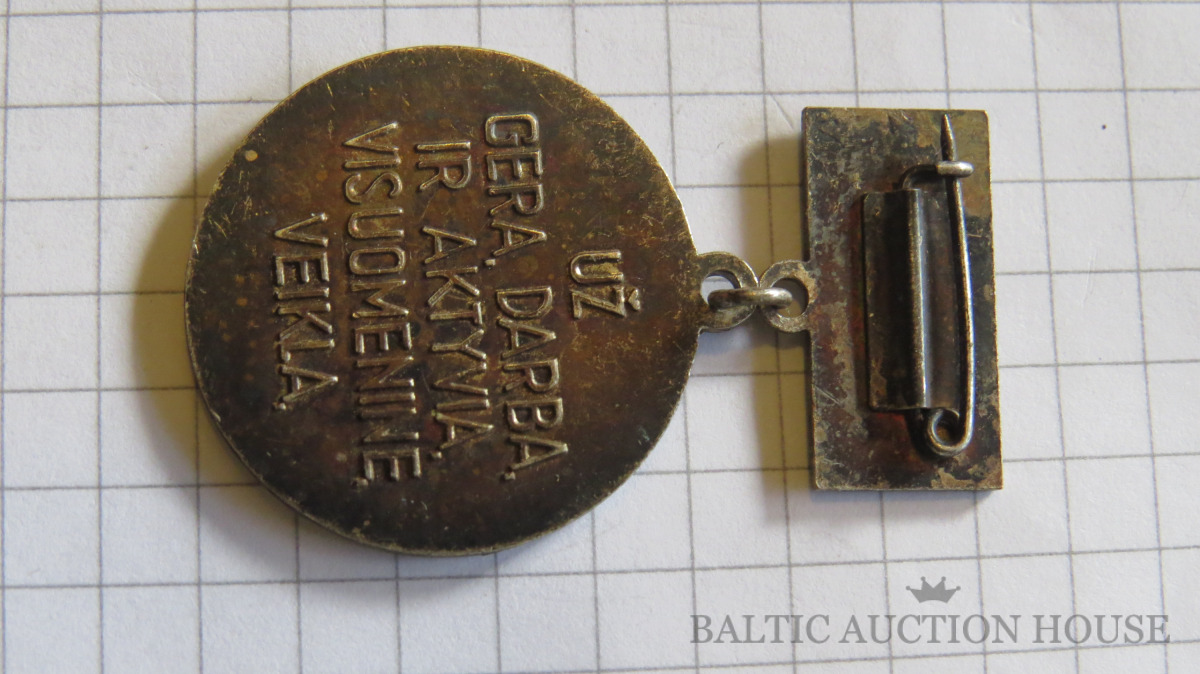 UŽ
GERĄ DARBĄ
IR AKTYVIĄ
VISUOMENINĘ
VEIKLĄ
BALTIC AUCTION HOUSE